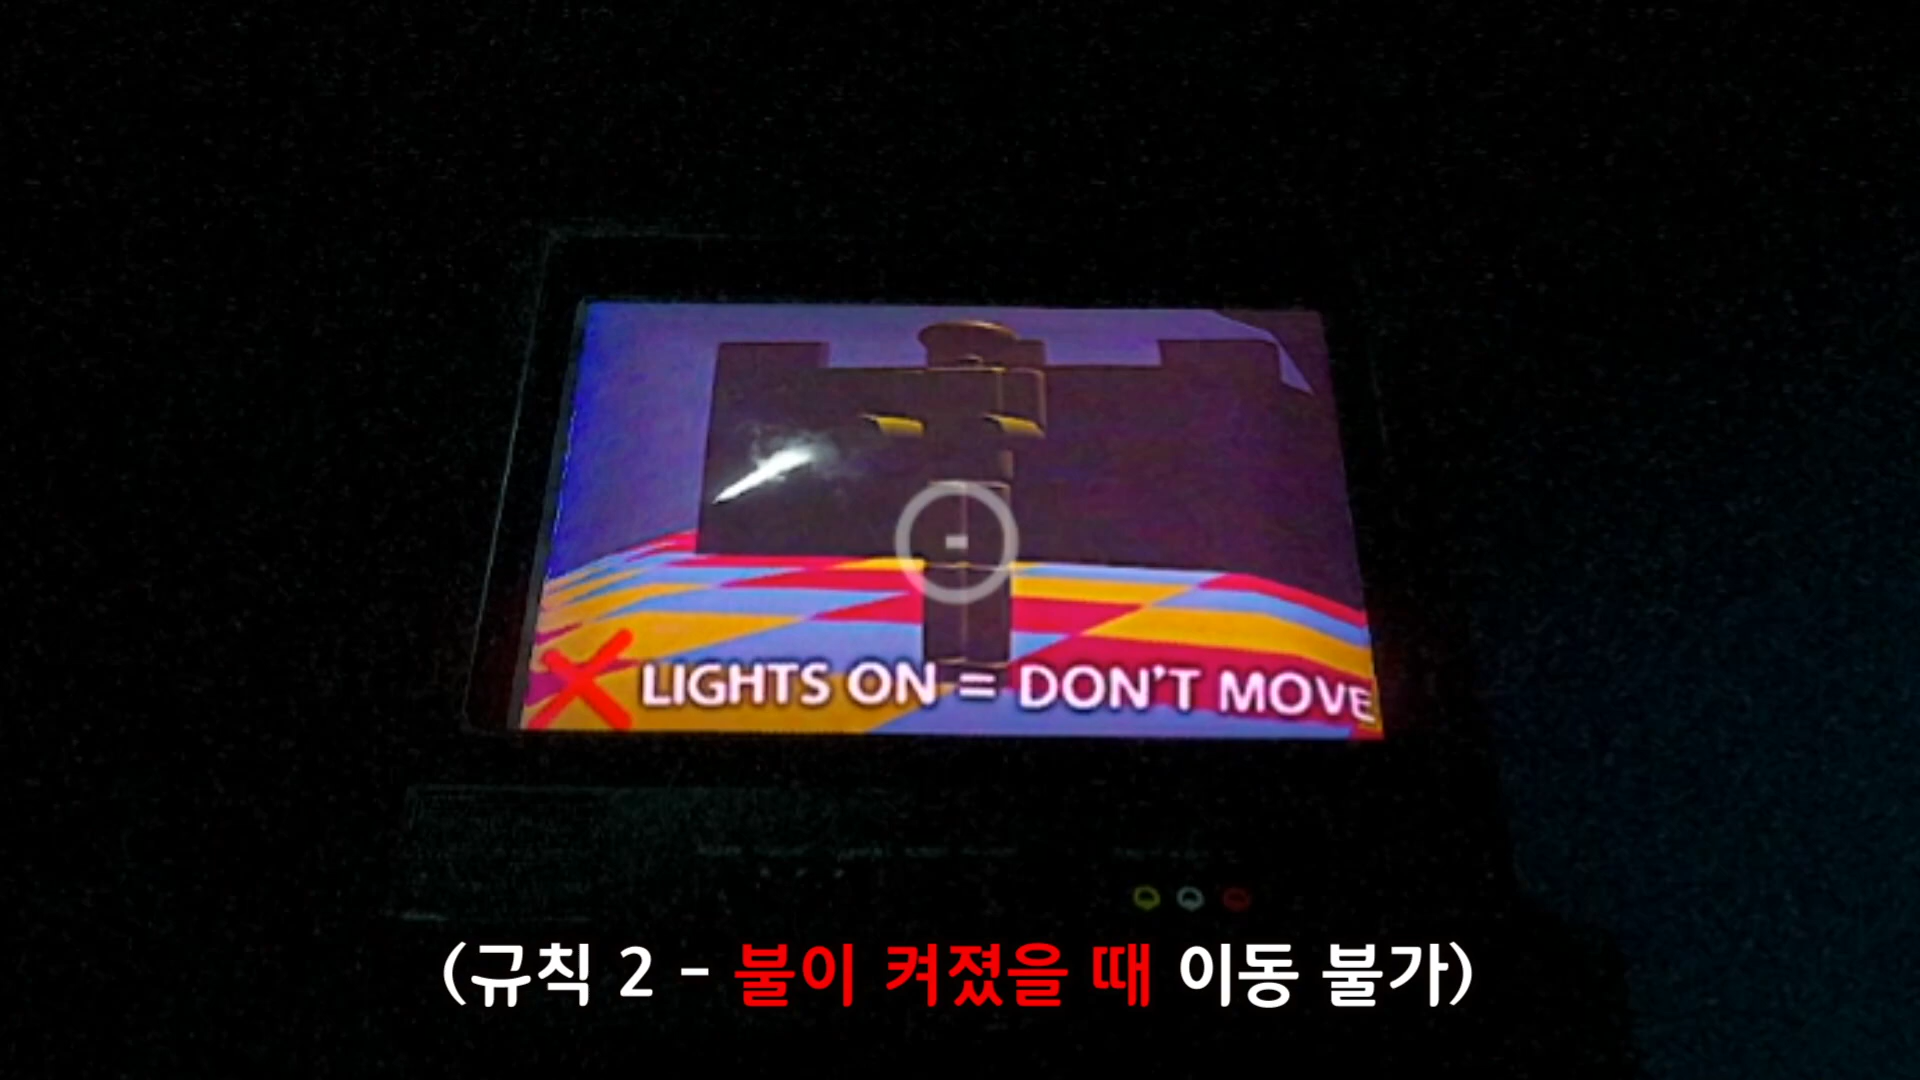 LIGHTS ON = DON'T MOVE
(규칙 2 - 불이 켜졌을 때 이동 불가)